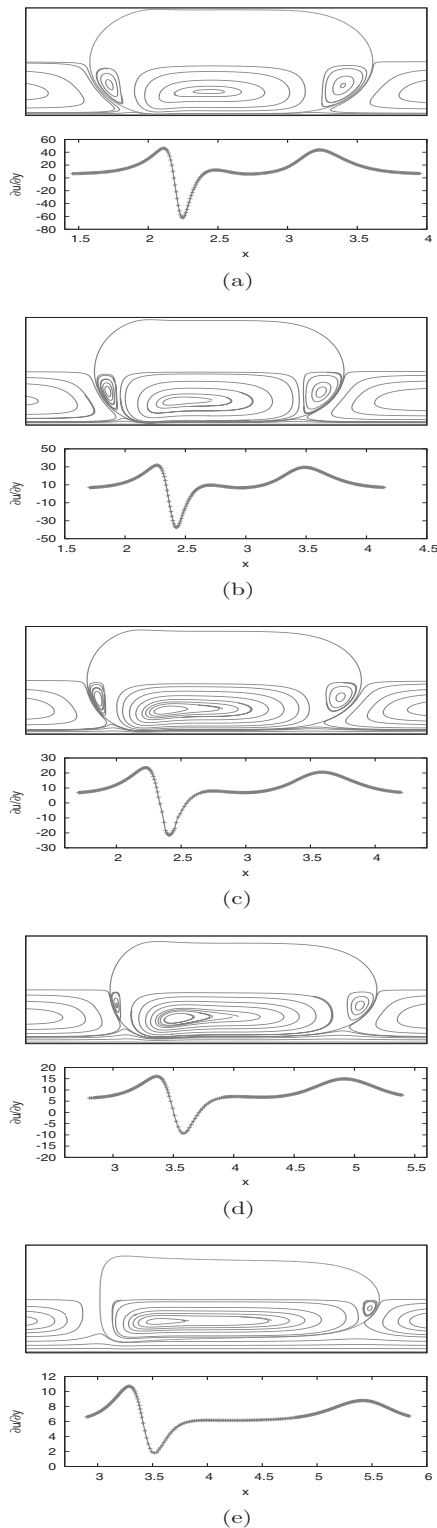 60
40
20
0
-20
-40
-60
-80
∂u/∂y
1.5 2 2.5 3 3.5 4
x
(a)
50
30
10
-10
-30
-50
∂u/∂y
1.5 2 2.5 3 3.5 4 4.5
x
(b)
30
20
10
0
-10
-20
-30
∂u/∂y
2 2.5 3 3.5 4
x
(c)
20
15
10
5
0
-5
-10
-15
-20
∂u/∂y
3 3.5 4 4.5 5 5.5
x
(d)
12
10
8
6
4
2
0
∂u/∂y
3 3.5 4 4.5 5 5.5 6
x
(e)